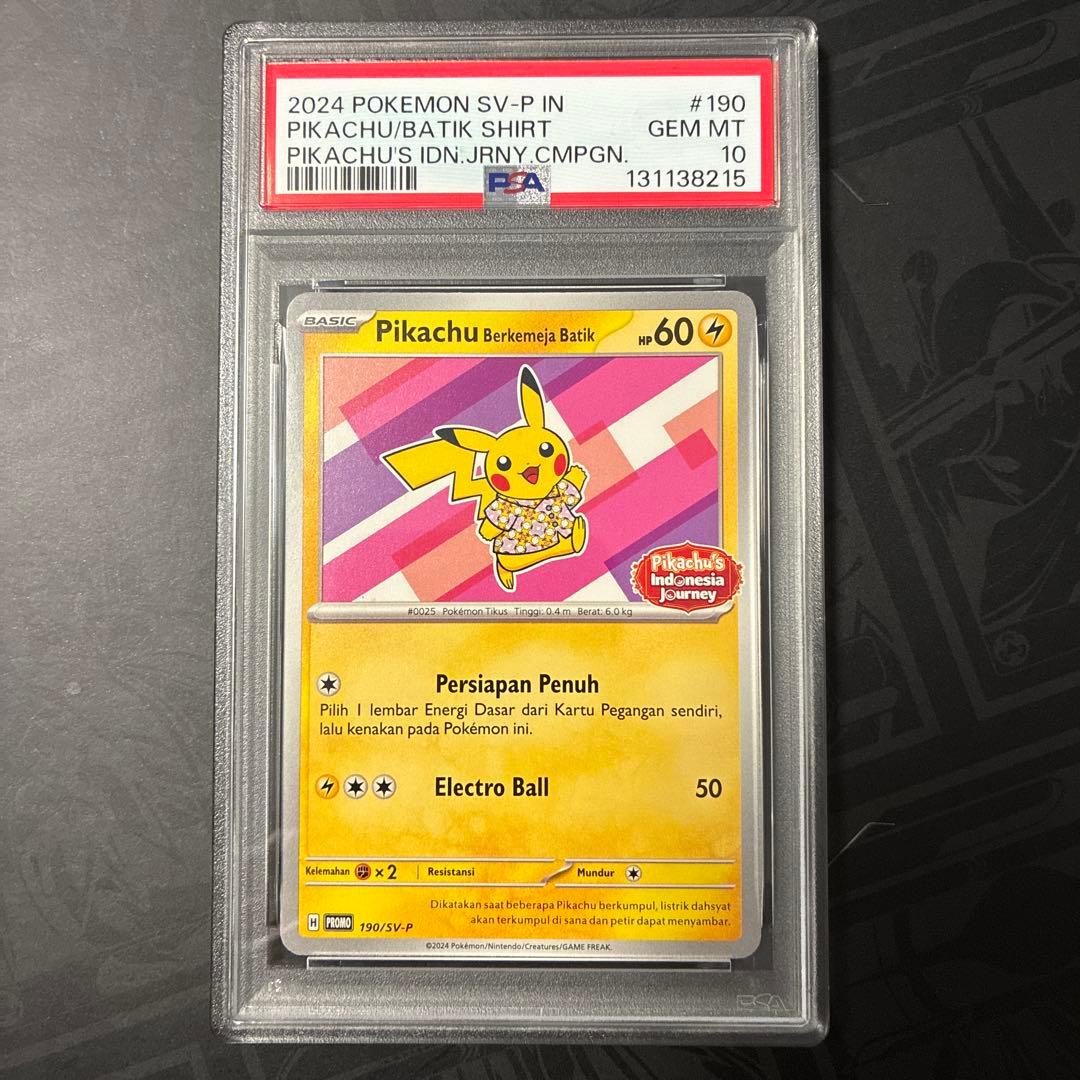 2024 POKEMON SV-P IN #190
PIKACHU/BATIK SHIRT GEM MT
PIKACHU'S IDN.JRNY.CMPGN. 10
PSA 131138215
BASIC Pikachu Berkemeja Batik HP 60
Pikachu's
Indonesia
Journey
#0025 Pokémon Tikus Tinggi: 0.4 m Berat: 6.0 kg
Persiapan Penuh
Pilih 1 lembar Energi Dasar dari Kartu Pegangan sendiri,
lalu kenakan pada Pokémon ini.
Electro Ball 50
Kelemahan ×2 Resistansi Mundur
Dikatakan saat beberapa Pikachu berkumpul, listrik dahsyat
akan terkumpul di sana dan petir dapat menyambar.
H PROMO 190/SV-P
©2024 Pokémon/Nintendo/Creatures/GAME FREAK.
PSA